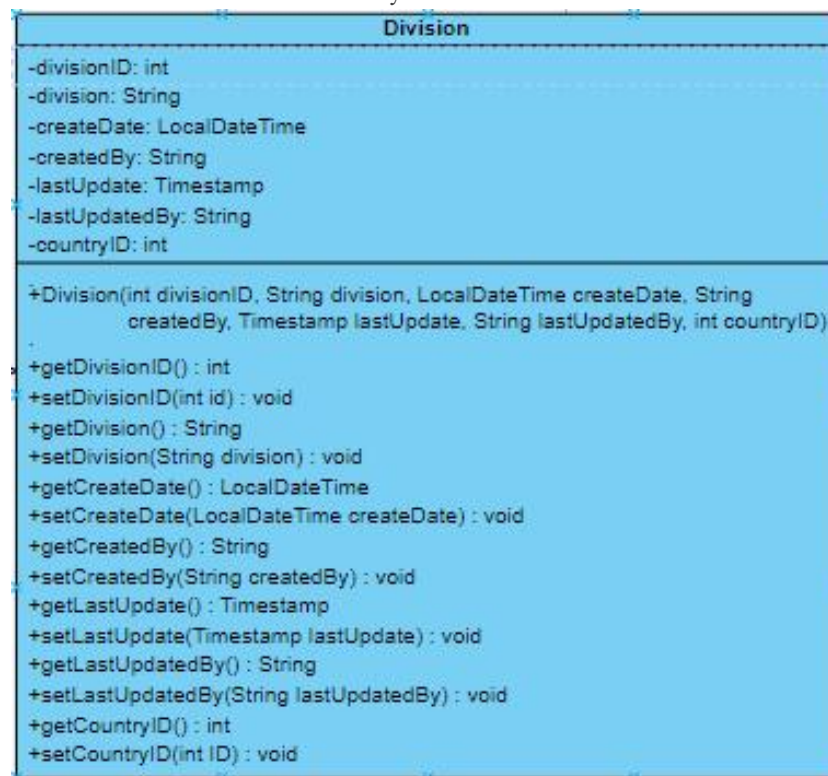 Division
-divisionID: int
-division: String
-createDate: LocalDateTime
-createdBy: String
-lastUpdate: Timestamp
-lastUpdatedBy: String
-countryID: int
+Division(int divisionID, String division, LocalDateTime createDate, String
createdBy, Timestamp lastUpdate, String lastUpdatedBy, int countryID)
+getDivisionID() : int
+setDivisionID(int id) : void
+getDivision() : String
+setDivision(String division) : void
+getCreateDate() : LocalDateTime
+setCreateDate(LocalDateTime createDate) : void
+getCreatedBy() : String
+setCreatedBy(String createdBy) : void
+getLastUpdate() : Timestamp
+setLastUpdate(Timestamp lastUpdate) : void
+getLastUpdatedBy() : String
+setLastUpdatedBy(String lastUpdatedBy) : void
+getCountryID() : int
+setCountryID(int ID) : void